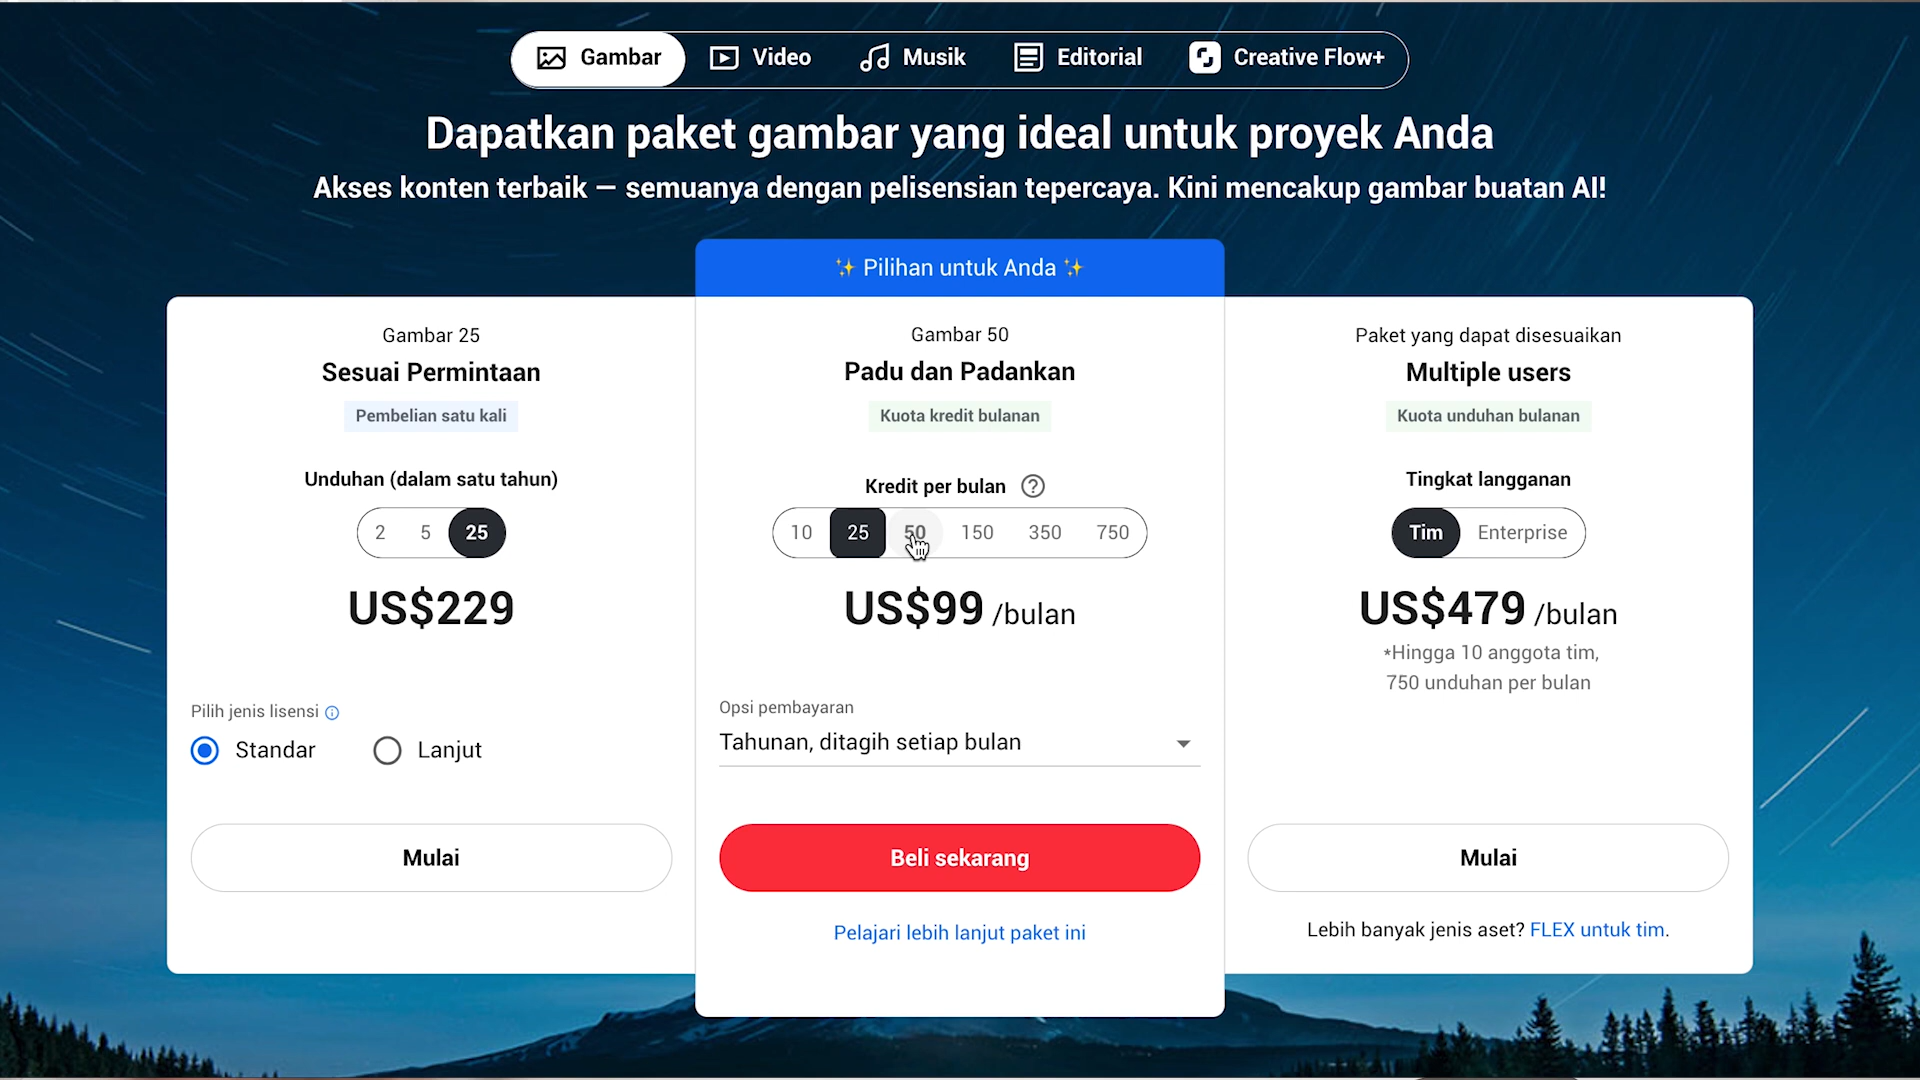 Gambar
Video
Musik
Editorial
Creative Flow+
Dapatkan paket gambar yang ideal untuk proyek Anda
Akses konten terbaik — semuanya dengan pelisensian tepercaya. Kini mencakup gambar buatan AI!
✨ Pilihan untuk Anda ✨
Gambar 25
Sesuai Permintaan
Pembelian satu kali
Unduhan (dalam satu tahun)
2 5 25
US$229
Pilih jenis lisensi
Standar
Lanjut
Mulai
Gambar 50
Padu dan Padankan
Kuota kredit bulanan
Kredit per bulan ?
10 25 50 150 350 750
US$99 /bulan
Opsi pembayaran
Tahunan, ditagih setiap bulan
Beli sekarang
Pelajari lebih lanjut paket ini
Paket yang dapat disesuaikan
Multiple users
Kuota unduhan bulanan
Tingkat langganan
Tim Enterprise
US$479 /bulan
*Hingga 10 anggota tim,
750 unduhan per bulan
Mulai
Lebih banyak jenis aset? FLEX untuk tim.